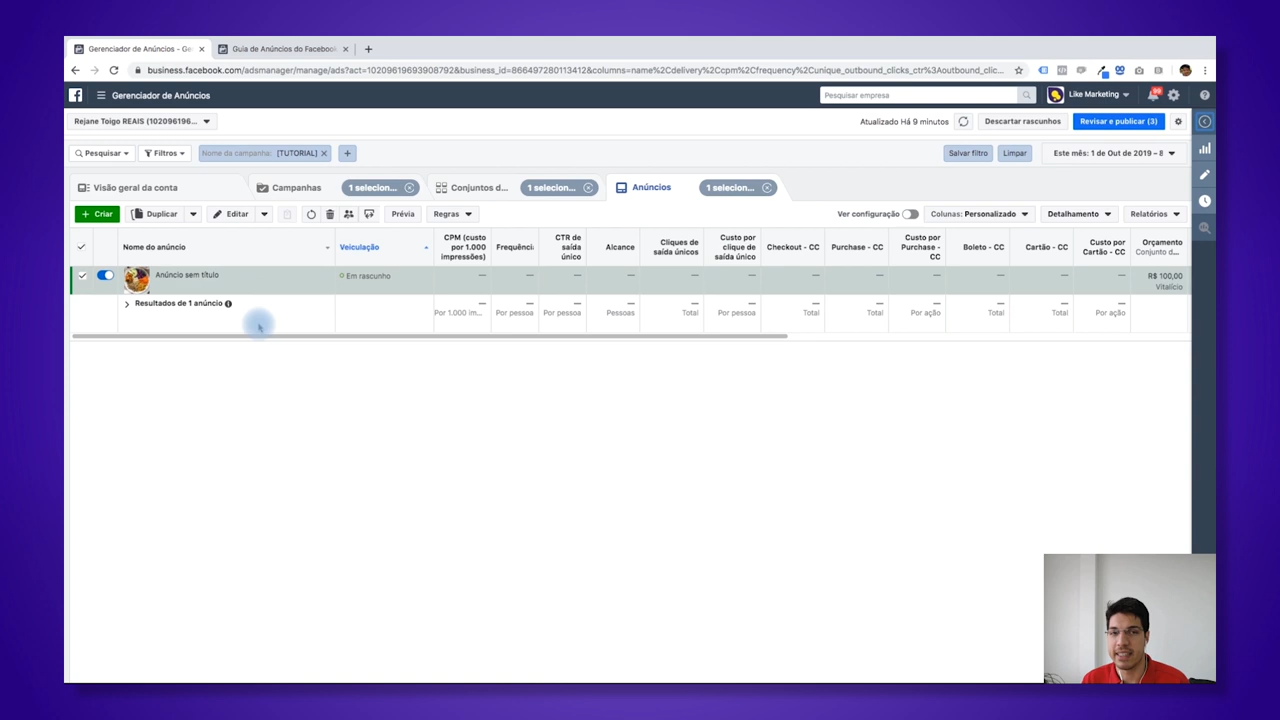 Gerenciador de Anúncios - Ge
Guia de Anúncios do Facebook
business.facebook.com/adsmanager/manage/ads?act=10209619693908792&business_id=866497280113412&columns=name%2Cdelivery%2Ccpm%2Cfrequency%2Cunique_outbound_clicks_ctr%3Aoutbound_clic...
Gerenciador de Anúncios
Pesquisar empresa
Like Marketing
99
Rejane Toigo REAIS (102096196...
Atualizado Há 9 minutos
Descartar rascunhos
Revisar e publicar (3)
Pesquisar
Filtros
Nome da campanha: [TUTORIAL]
Salvar filtro
Limpar
Este mês: 1 de Out de 2019 – 8
Visão geral da conta
Campanhas
1 selecion...
Conjuntos d...
1 selecion...
Anúncios
1 selecion...
+ Criar
Duplicar
Editar
Prévia
Regras
Ver configuração
Colunas: Personalizado
Detalhamento
Relatórios
Nome do anúncio
Veiculação
CPM (custo por 1.000 impressões)
Frequênci
CTR de saída único
Alcance
Cliques de saída únicos
Custo por clique de saída único
Checkout - CC
Purchase - CC
Custo por Purchase - CC
Boleto - CC
Cartão - CC
Custo por Cartão - CC
Orçamento
Conjunto d...
Anúncio sem título
Em rascunho
— — — — — — — — — — — —
R$ 100,00
Vitalício
Resultados de 1 anúncio
— — — — — — — — — — — —
Por 1.000 im...
Por pessoa
Por pessoa
Pessoas
Total
Por pessoa
Total
Total
Por ação
Total
Total
Por ação